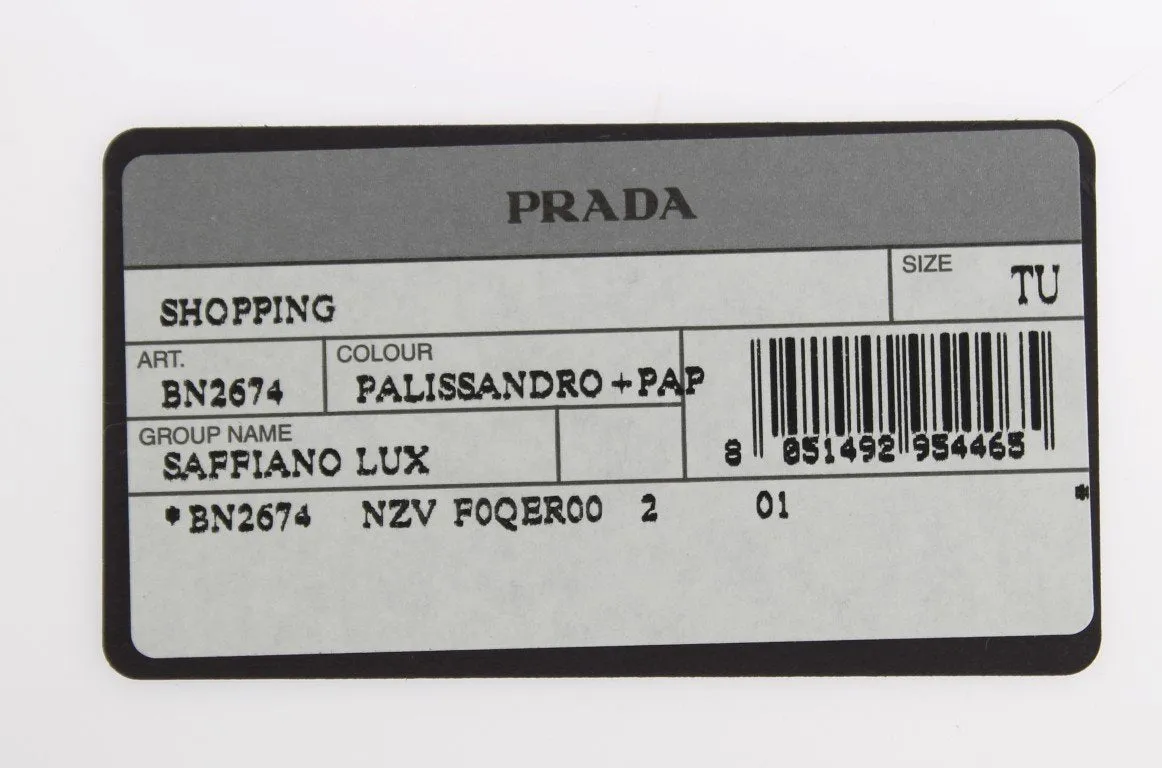 PRADA
SIZE
TU
SHOPPING
ART.
BN2674
COLOUR
PALISSANDRO+PAP
GROUP NAME
SAFFIANO LUX
8 051492 954465
*BN2674 NZV F0QER00 2 01 *